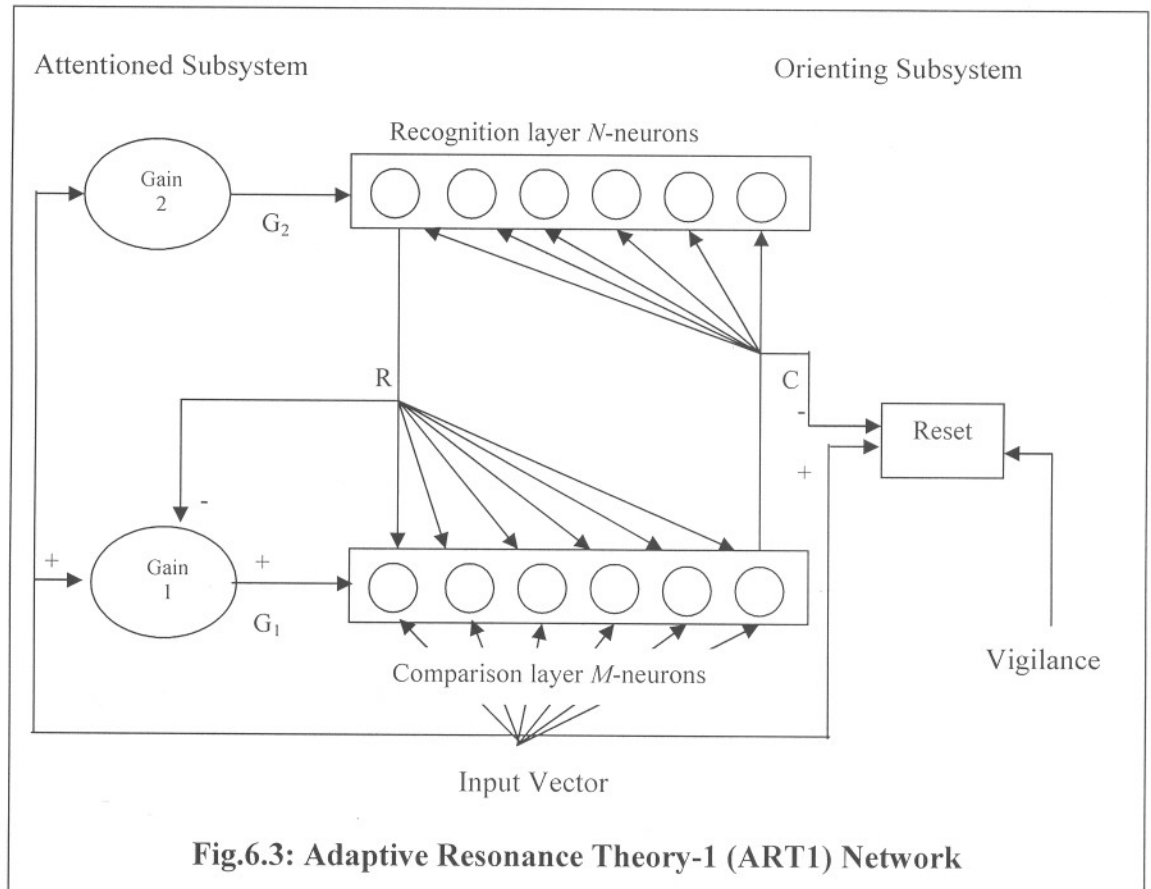 Attentioned Subsystem
Orienting Subsystem
Recognition layer N-neurons
Gain
2
G₂
R
C
-
Reset
+
-
+
Gain
1
+
G₁
Comparison layer M-neurons
Vigilance
Input Vector
Fig.6.3: Adaptive Resonance Theory-1 (ART1) Network